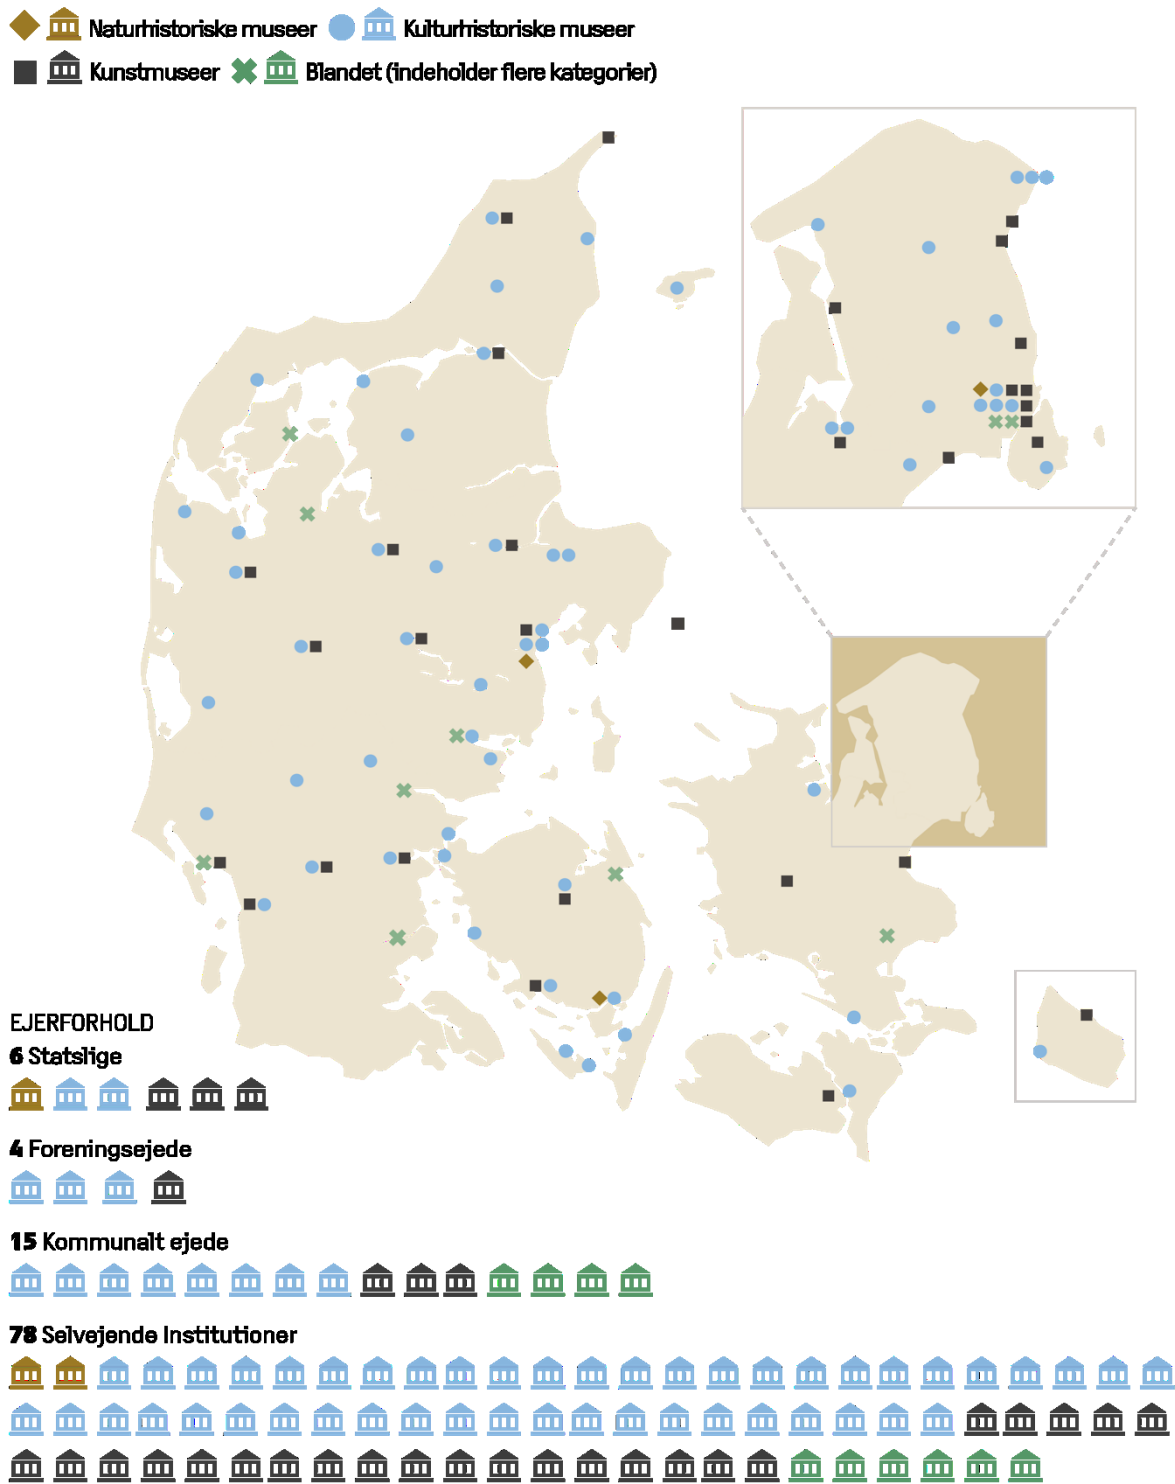 Naturhistoriske museer Kulturhistoriske museer
Kunstmuseer Blandet (indeholder flere kategorier)
EJERFORHOLD
6 Statslige
4 Foreningsejede
15 Kommunalt ejede
78 Selvejende Institutioner